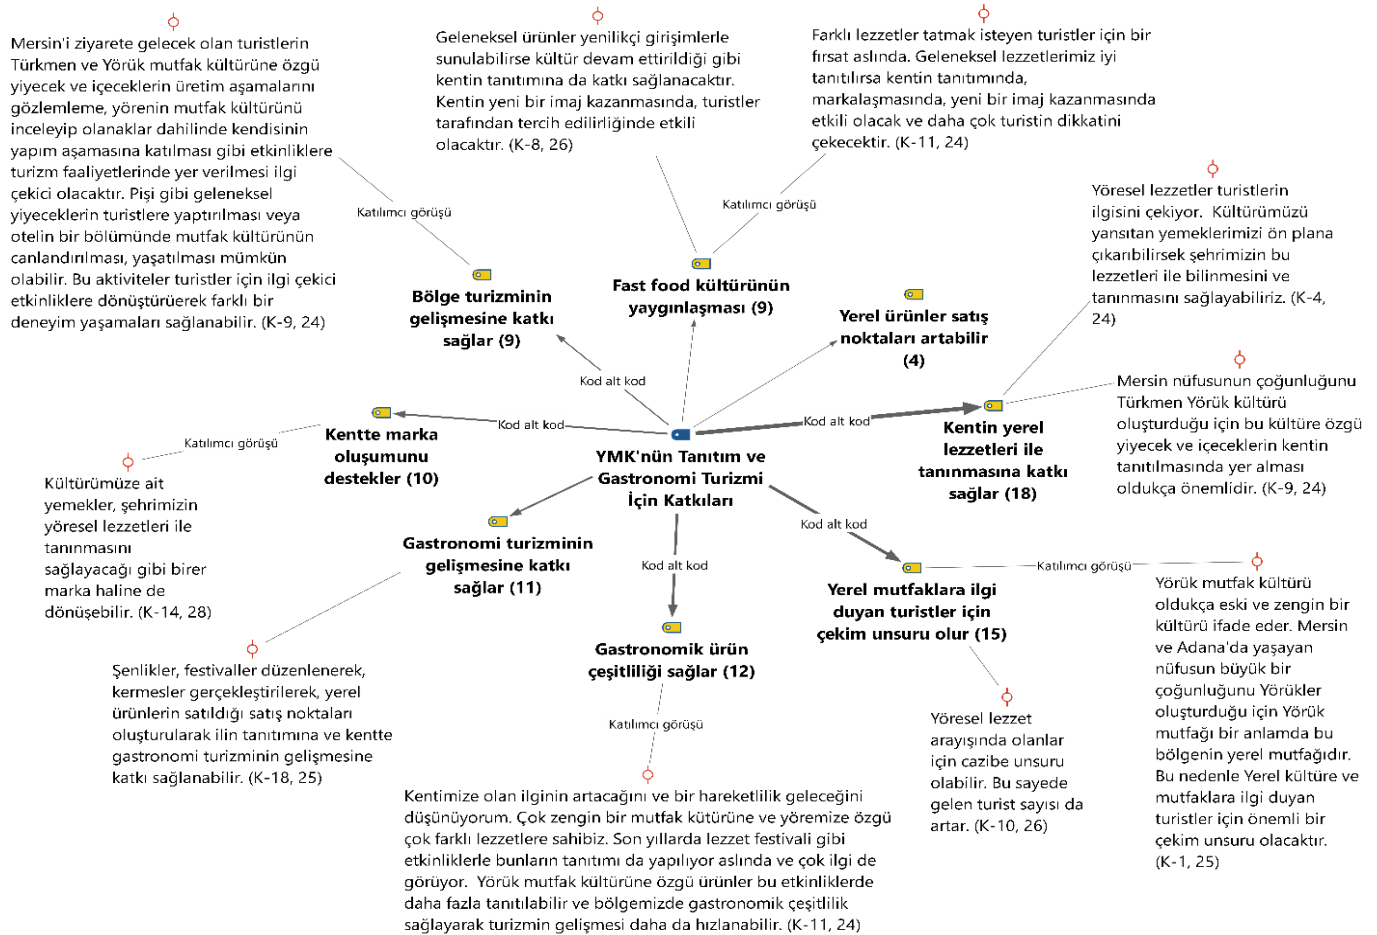 Mersin'i ziyarete gelecek olan turistlerin
Türkmen ve Yörük mutfak kültürüne özgü
yiyecek ve içeceklerin üretim aşamalarını
gözlemleme, yörenin mutfak kültürünü
inceleyip olanaklar dahilinde kendisinin
yapım aşamasına katılması gibi etkinliklere
turizm faaliyetlerinde yer verilmesi ilgi
çekici olacaktır. Pişi gibi geleneksel
yiyeceklerin turistlere yaptırılması veya
otelin bir bölümünde mutfak kültürünün
canlandırılması, yaşatılması mümkün
olabilir. Bu aktiviteler turistler için ilgi çekici
etkinliklere dönüştürüerek farklı bir
deneyim yaşamaları sağlanabilir. (K-9, 24)
Geleneksel ürünler yenilikçi girişimlerle
sunulabilirse kültür devam ettirildiği gibi
kentin tanıtımına da katkı sağlanacaktır.
Kentin yeni bir imaj kazanmasında, turistler
tarafından tercih edilirliğinde etkili
olacaktır. (K-8, 26)
Farklı lezzetler tatmak isteyen turistler için bir
fırsat aslında. Geleneksel lezzetlerimiz iyi
tanıtılırsa kentin tanıtımında,
markalaşmasında, yeni bir imaj kazanmasında
etkili olacak ve daha çok turistin dikkatini
çekecektir. (K-11, 24)
Yöresel lezzetler turistlerin
ilgisini çekiyor.  Kültürümüzü
yansıtan yemeklerimizi ön plana
çıkarıbilirsek şehrimizin bu
lezzetleri ile bilinmesini ve
tanınmasını sağlayabiliriz. (K-4,
24)
Katılımcı görüşü
Katılımcı görüşü
Bölge turizminin
gelişmesine katkı
sağlar (9)
Fast food kültürünün
yaygınlaşması (9)
Yerel ürünler satış
noktaları artabilir
(4)
Kod alt kod
Kod alt kod
Kod alt kod
Mersin nüfusunun çoğunluğunu
Türkmen Yörük kültürü
oluşturduğu için bu kültüre özgü
yiyecek ve içeceklerin kentin
tanıtılmasında yer alması
oldukça önemlidir. (K-9, 24)
Kentte marka
oluşumunu
destekler (10)
Katılımcı görüşü
YMK'nün Tanıtım ve
Gastronomi Turizmi
İçin Katkıları
Kentin yerel
lezzetleri ile
tanınmasına katkı
sağlar (18)
Kültürümüze ait
yemekler, şehrimizin
yöresel lezzetleri ile
tanınmasını
sağlayacağı gibi birer
marka haline de
dönüşebilir. (K-14, 28)
Gastronomi turizminin
gelişmesine katkı
sağlar (11)
Kod alt kod
Kod alt kod
Yerel mutfaklara ilgi
duyan turistler için
çekim unsuru olur (15)
Katılımcı görüşü
Yörük mutfak kültürü
oldukça eski ve zengin bir
kültürü ifade eder. Mersin
ve Adana'da yaşayan
nüfusun büyük bir
çoğunluğunu Yörükler
oluşturduğu için Yörük
mutfağı bir anlamda bu
bölgenin yerel mutfağıdır.
Bu nedenle Yerel kültüre ve
mutfaklara ilgi duyan
turistler için önemli bir
çekim unsuru olacaktır.
(K-1, 25)
Gastronomik ürün
çeşitliliği sağlar (12)
Katılımcı görüşü
Şenlikler, festivaller düzenlenerek,
kermesler gerçekleştirilerek, yerel
ürünlerin satıldığı satış noktaları
oluşturularak ilin tanıtımına ve kentte
gastronomi turizminin gelişmesine
katkı sağlanabilir. (K-18, 25)
Yöresel lezzet
arayışında olanlar
için cazibe unsuru
olabilir. Bu sayede
gelen turist sayısı da
artar. (K-10, 26)
Kentimize olan ilginin artacağını ve bir hareketlilik geleceğini
düşünüyorum. Çok zengin bir mutfak kütürüne ve yöremize özgü
çok farklı lezzetlere sahibiz. Son yıllarda lezzet festivali gibi
etkinliklerle bunların tanıtımı da yapılıyor aslında ve çok ilgi de
görüyor.  Yörük mutfak kültürüne özgü ürünler bu etkinliklerde
daha fazla tanıtılabilir ve bölgemizde gastronomik çeşitlilik
sağlayarak turizmin gelişmesi daha da hızlanabilir. (K-11, 24)